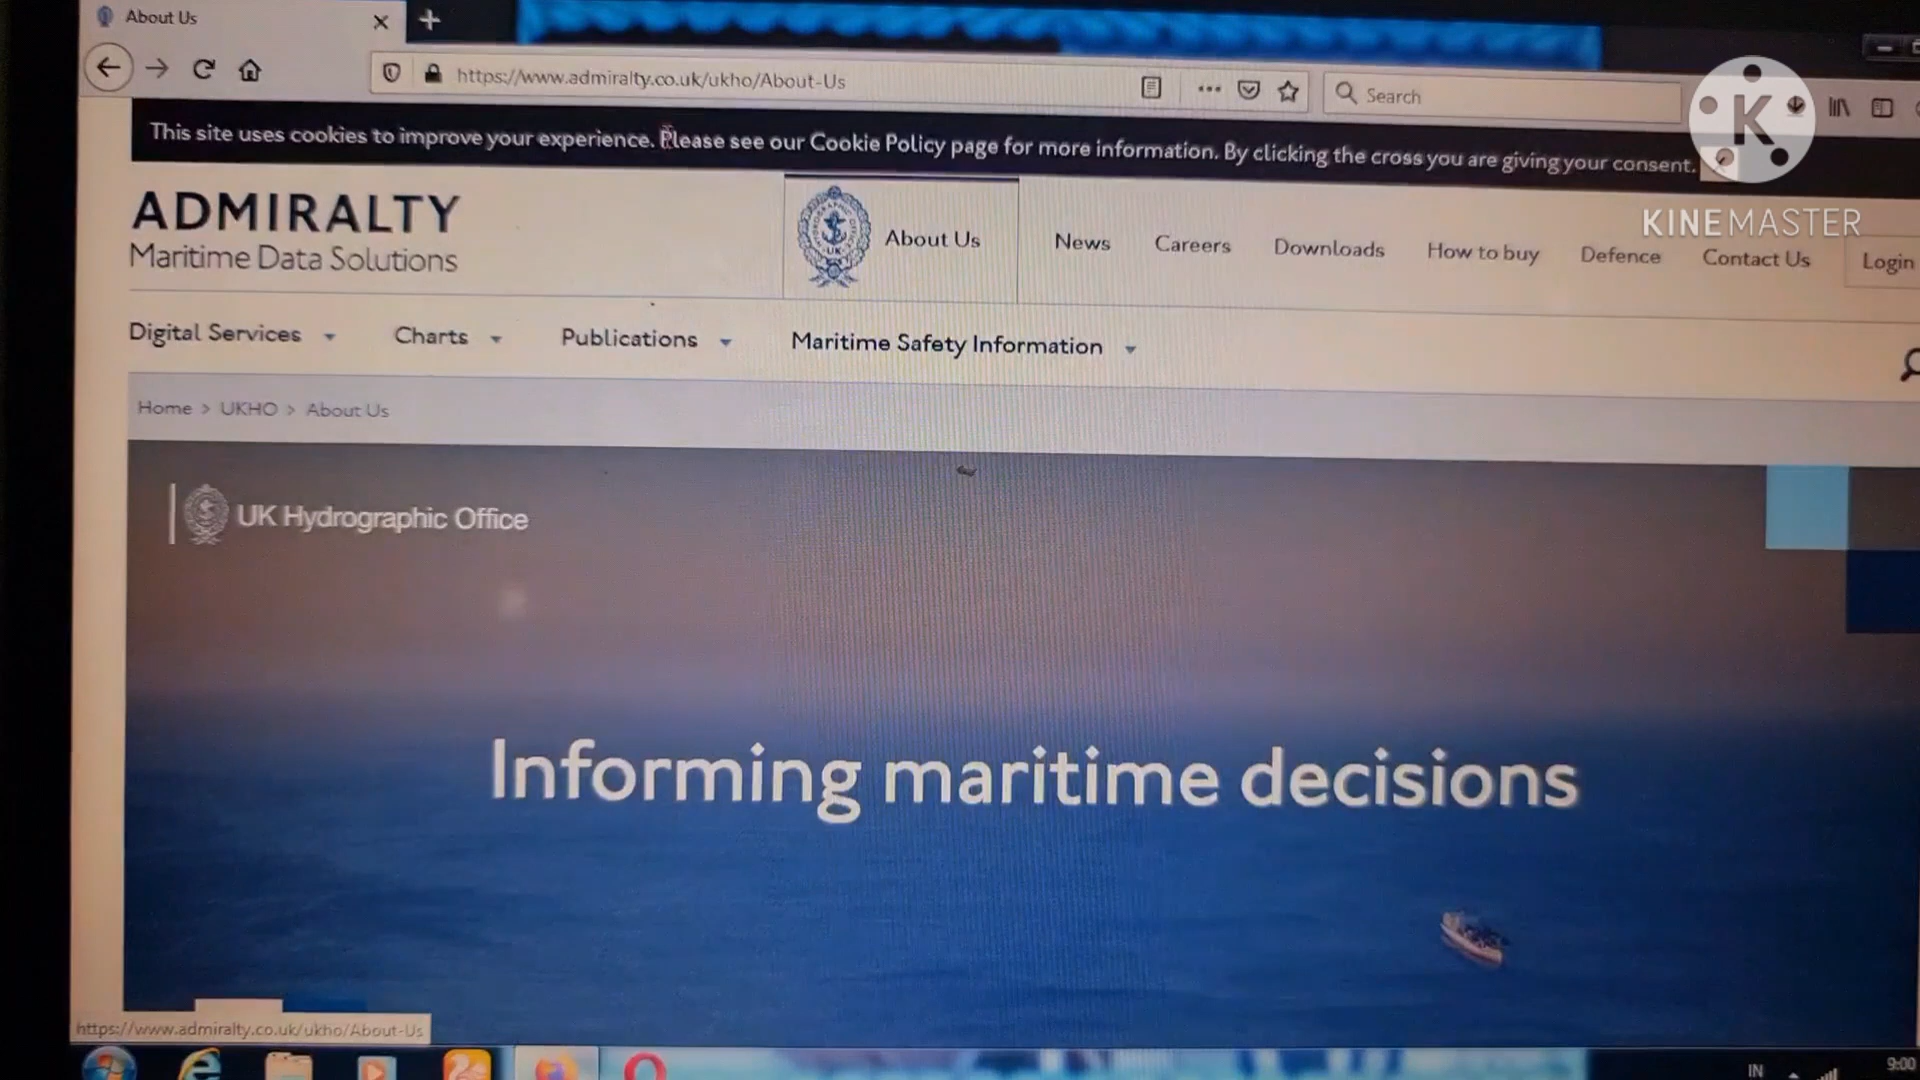 About Us
https://www.admiralty.co.uk/ukho/About-Us
Search
This site uses cookies to improve your experience. Please see our Cookie Policy page for more information. By clicking the cross you are giving your consent.
K
KINEMASTER
ADMIRALTY
Maritime Data Solutions
About Us
News
Careers
Downloads
How to buy
Defence
Contact Us
Login
Digital Services
Charts
Publications
Maritime Safety Information
Home > UKHO > About Us
UK Hydrographic Office
Informing maritime decisions
https://www.admiralty.co.uk/ukho/About-Us
IN
9:00